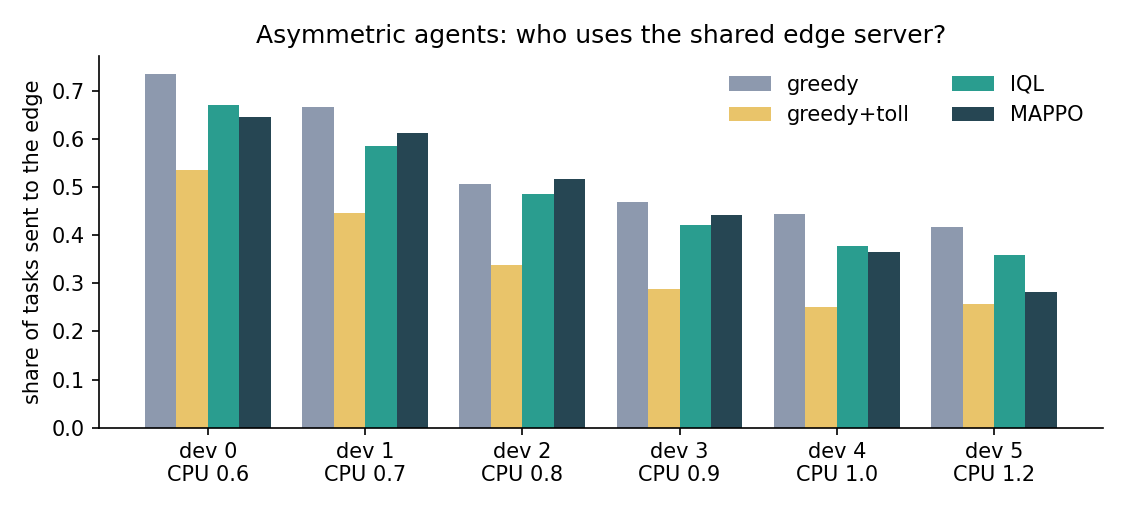 Asymmetric agents: who uses the shared edge server?
greedy
greedy+toll
IQL
MAPPO
share of tasks sent to the edge
0.7
0.6
0.5
0.4
0.3
0.2
0.1
0.0
dev 0
CPU 0.6
dev 1
CPU 0.7
dev 2
CPU 0.8
dev 3
CPU 0.9
dev 4
CPU 1.0
dev 5
CPU 1.2